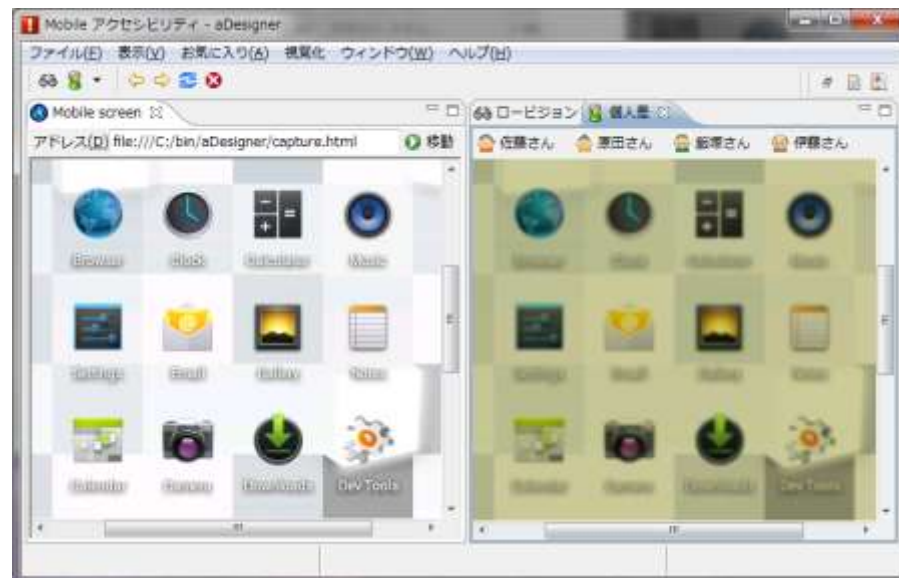 Mobile アクセシビリティ - aDesigner
ファイル(F) 表示(V) お気に入り(A) 視覚化 ウィンドウ(W) ヘルプ(H)
Mobile screen
ロービジョン 個人差
アドレス(D) file:///C:/bin/aDesigner/capture.html 移動
佐藤さん 原田さん 飯塚さん 伊藤さん
Browser Clock Calculator Music
Settings Email Gallery Notes
Calendar Camera Downloads Dev Tools